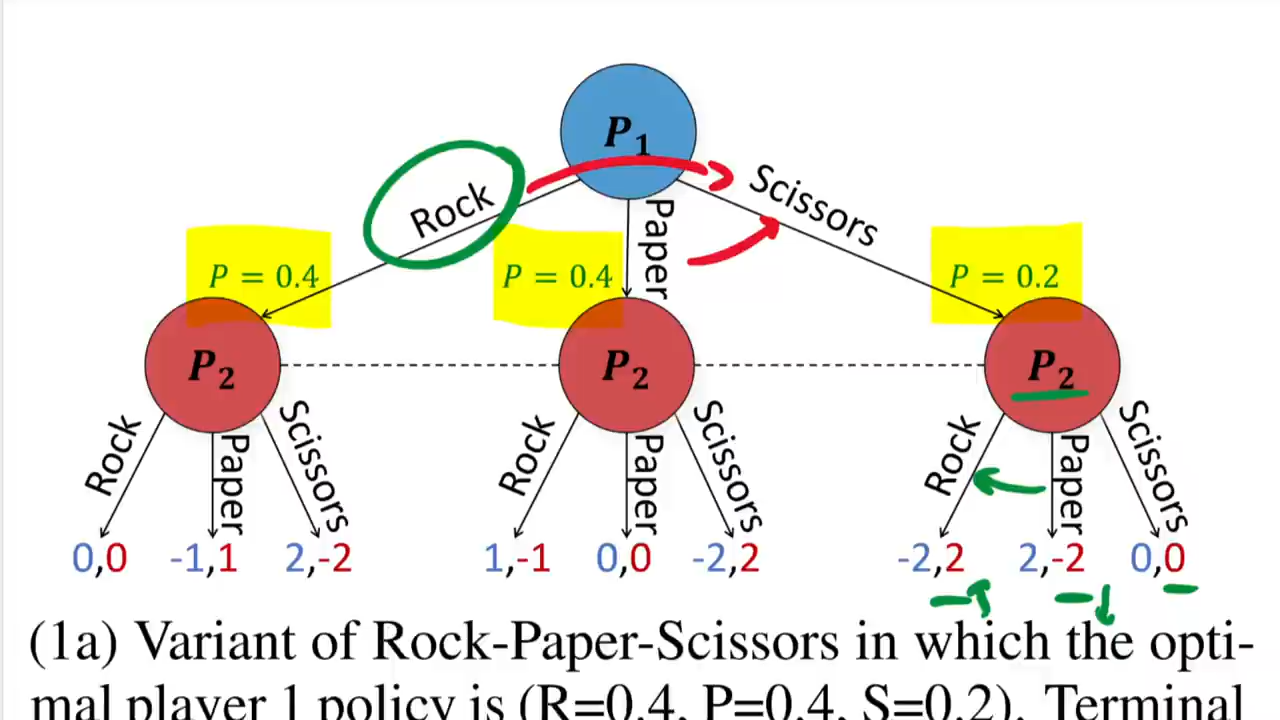 P₁
Rock
Paper
Scissors
P = 0.4
P = 0.4
P = 0.2
P₂
P₂
P₂
Rock
Paper
Scissors
Rock
Paper
Scissors
Rock
Paper
Scissors
0,0
-1,1
2,-2
1,-1
0,0
-2,2
-2,2
2,-2
0,0
(1a) Variant of Rock-Paper-Scissors in which the opti-
mal player 1 policy is (R=0.4, P=0.4, S=0.2). Terminal